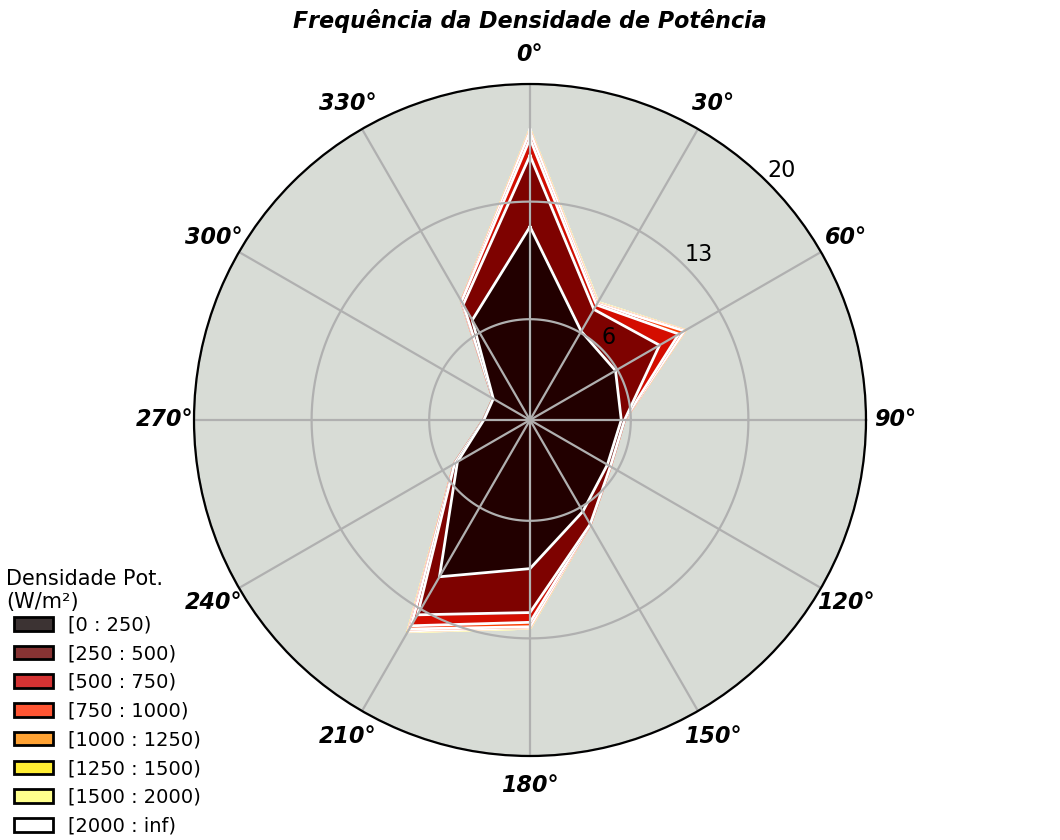 Frequência da Densidade de Potência
0°
330°
30°
20
300°
60°
13
6
270°
90°
Densidade Pot.
(W/m²)
240°
120°
[0 : 250)
[250 : 500)
[500 : 750)
[750 : 1000)
210°
150°
[1000 : 1250)
[1250 : 1500)
180°
[1500 : 2000)
[2000 : inf)